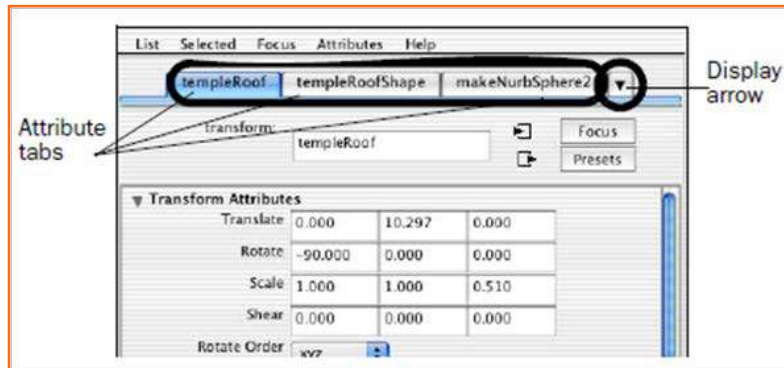 List Selected Focus Attributes Help
templeRoof templeRoofShape makeNurbSphere2
Display
arrow
Attribute
tabs
transform: templeRoof Focus
Presets
Transform Attributes
Translate 0.000 10.297 0.000
Rotate -90.000 0.000 0.000
Scale 1.000 1.000 0.510
Shear 0.000 0.000 0.000
Rotate Order xyz